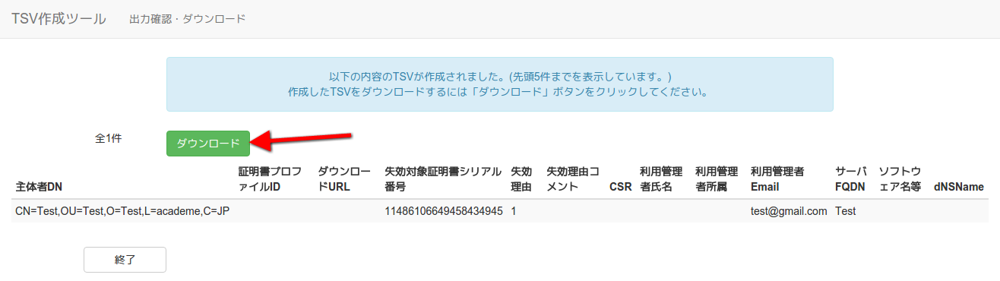 TSV作成ツール 出力確認・ダウンロード
以下の内容のTSVが作成されました。(先頭5件までを表示しています。)
作成したTSVをダウンロードするには「ダウンロード」ボタンをクリックしてください。
全1件 ダウンロード
主体者DN 証明書プロファイルID ダウンロードURL 失効対象証明書シリアル番号 失効理由 失効理由コメント CSR 利用管理者氏名 利用管理者所属 利用管理者Email サーバFQDN ソフトウェア名等 dNSName
CN=Test,OU=Test,O=Test,L=academe,C=JP 11486106649458434945 1 test@gmail.com Test
終了